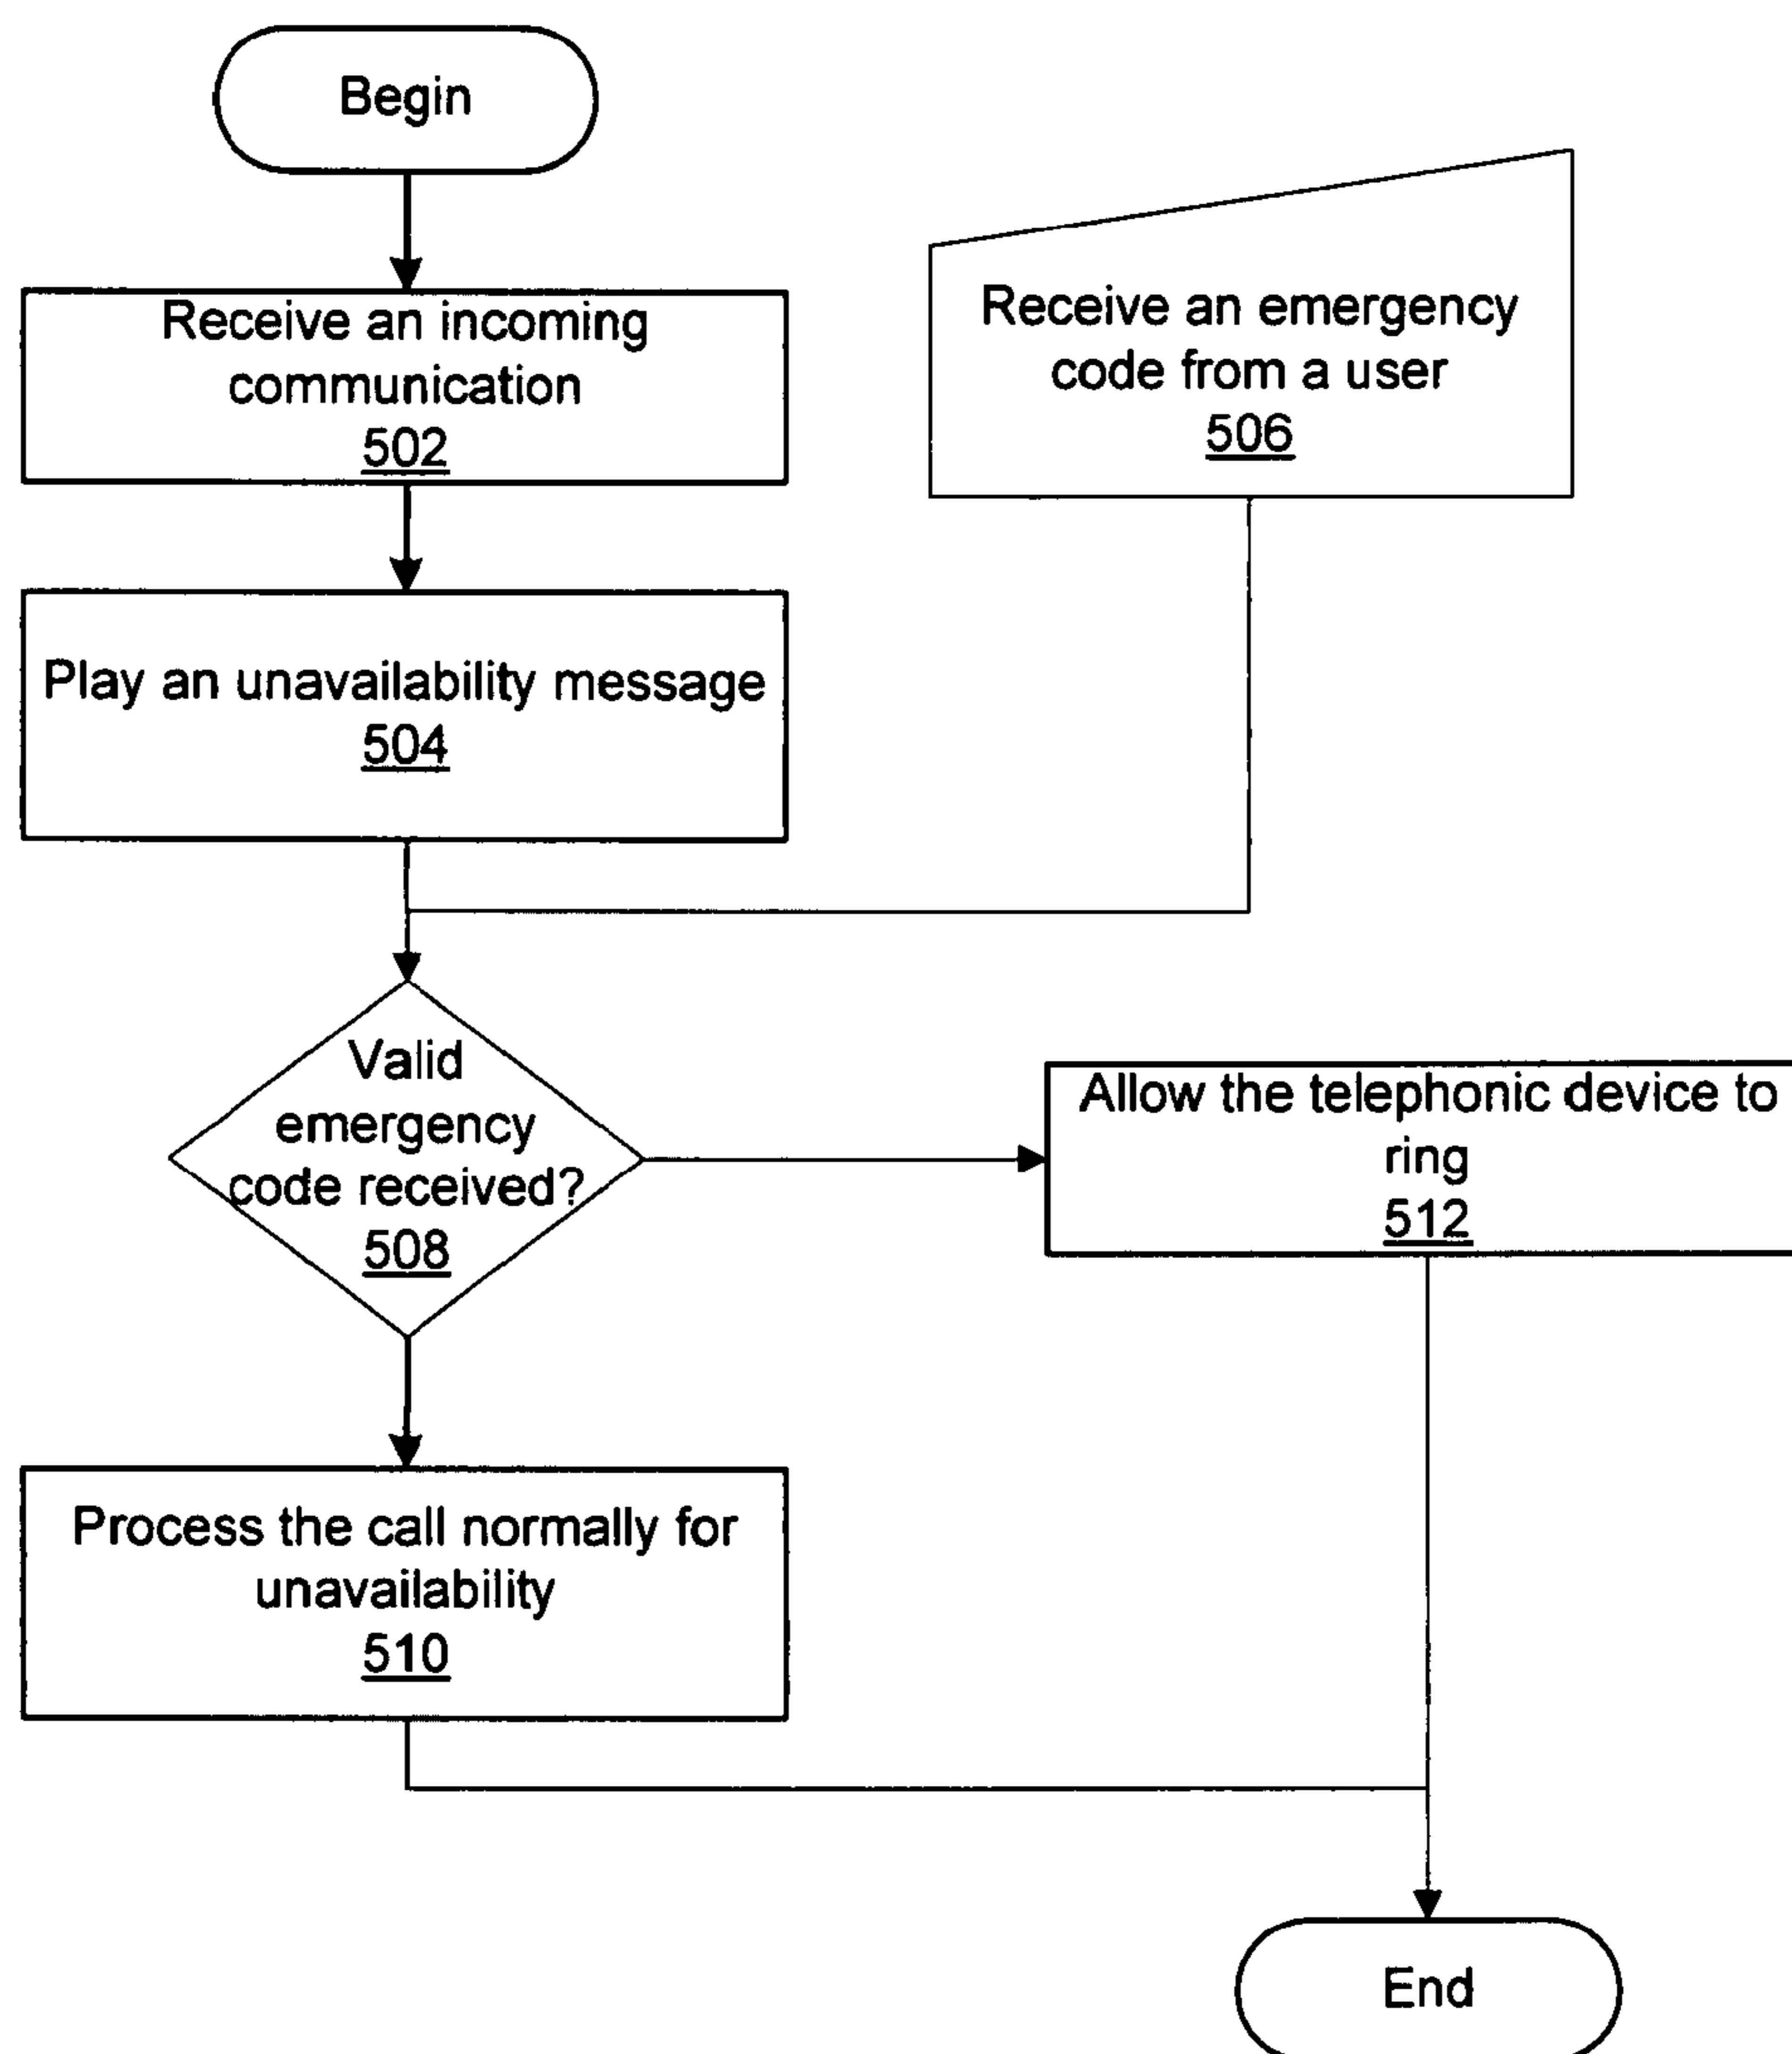 Begin
Receive an incoming
communication
502
Receive an emergency
code from a user
506
Play an unavailability message
504
Valid
emergency
code received?
508
Allow the telephonic device to
ring
512
Process the call normally for
unavailability
510
End